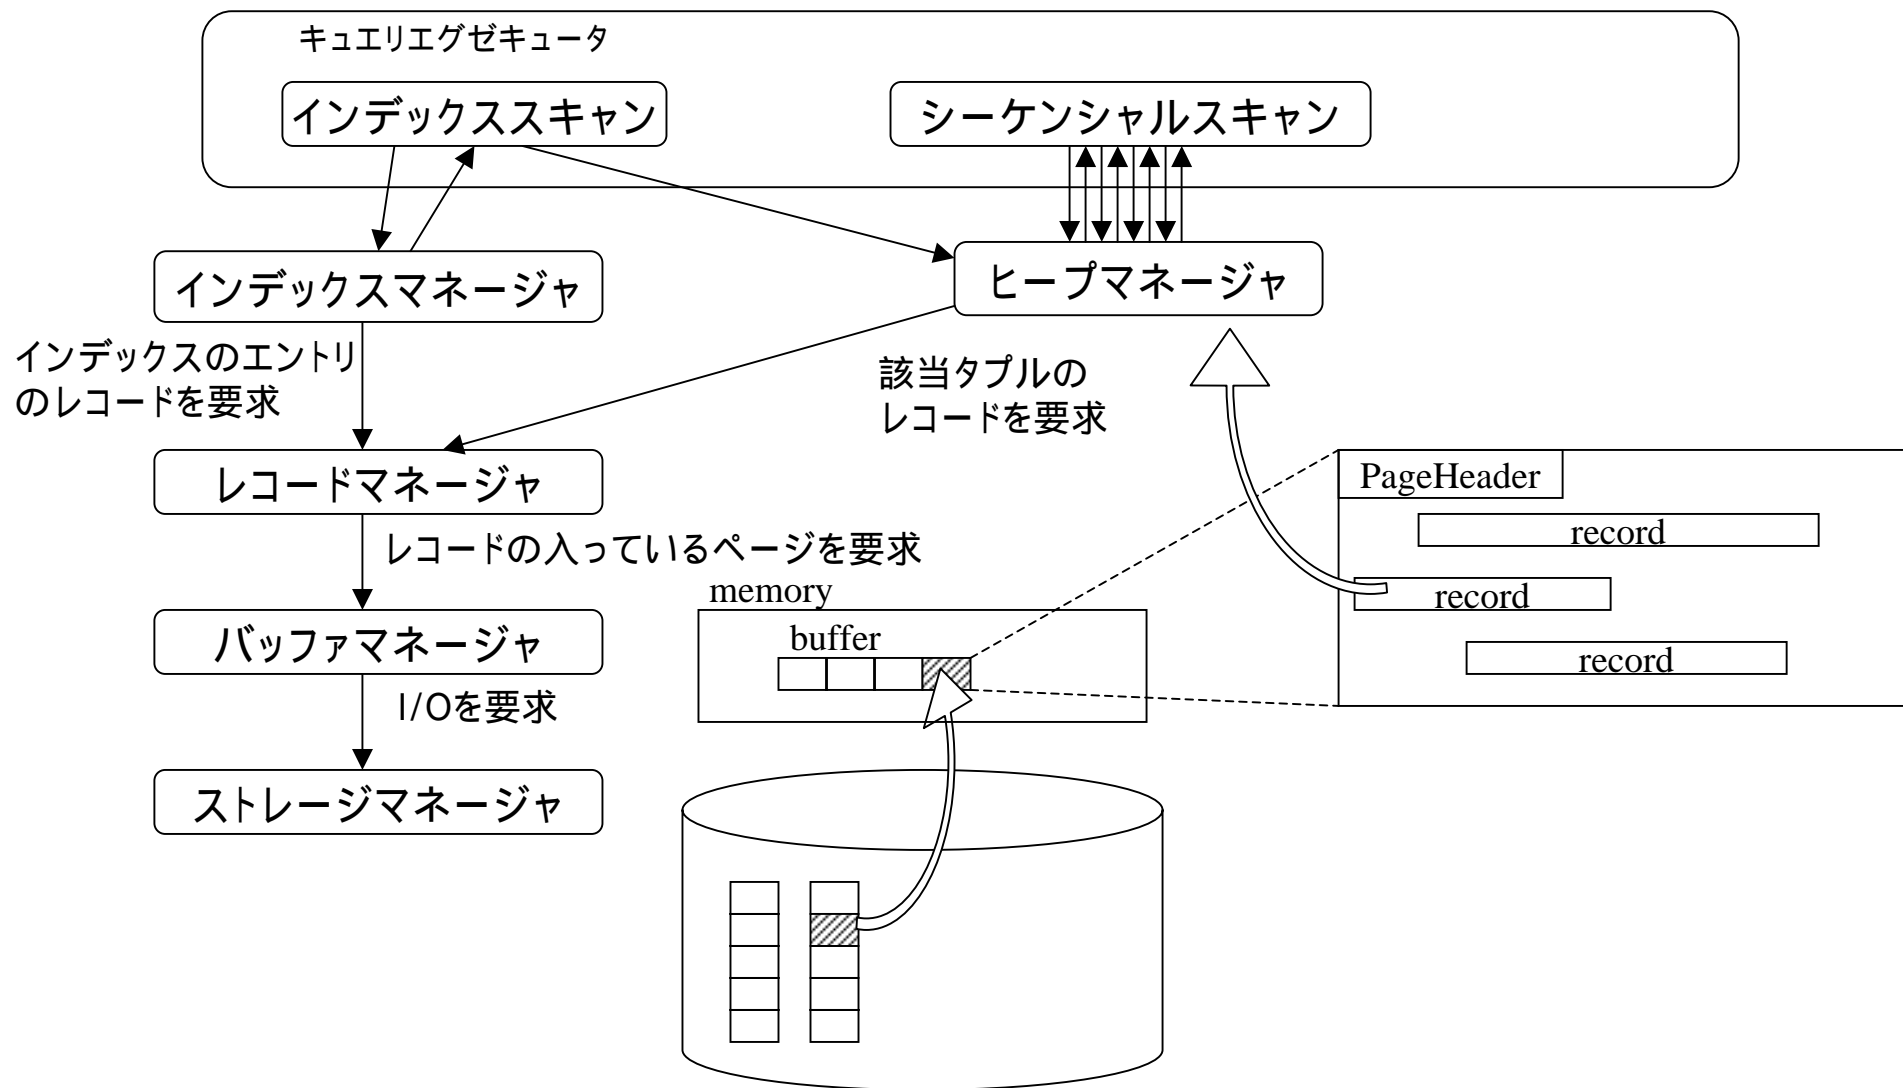 キュエリエグゼキュータ
インデックススキャン
シーケンシャルスキャン
インデックスマネージャ
ヒープマネージャ
インデックスのエントリ
のレコードを要求
該当タプルの
レコードを要求
レコードマネージャ
PageHeader
record
レコードの入っているページを要求
record
memory
バッファマネージャ
buffer
record
I/Oを要求
ストレージマネージャ